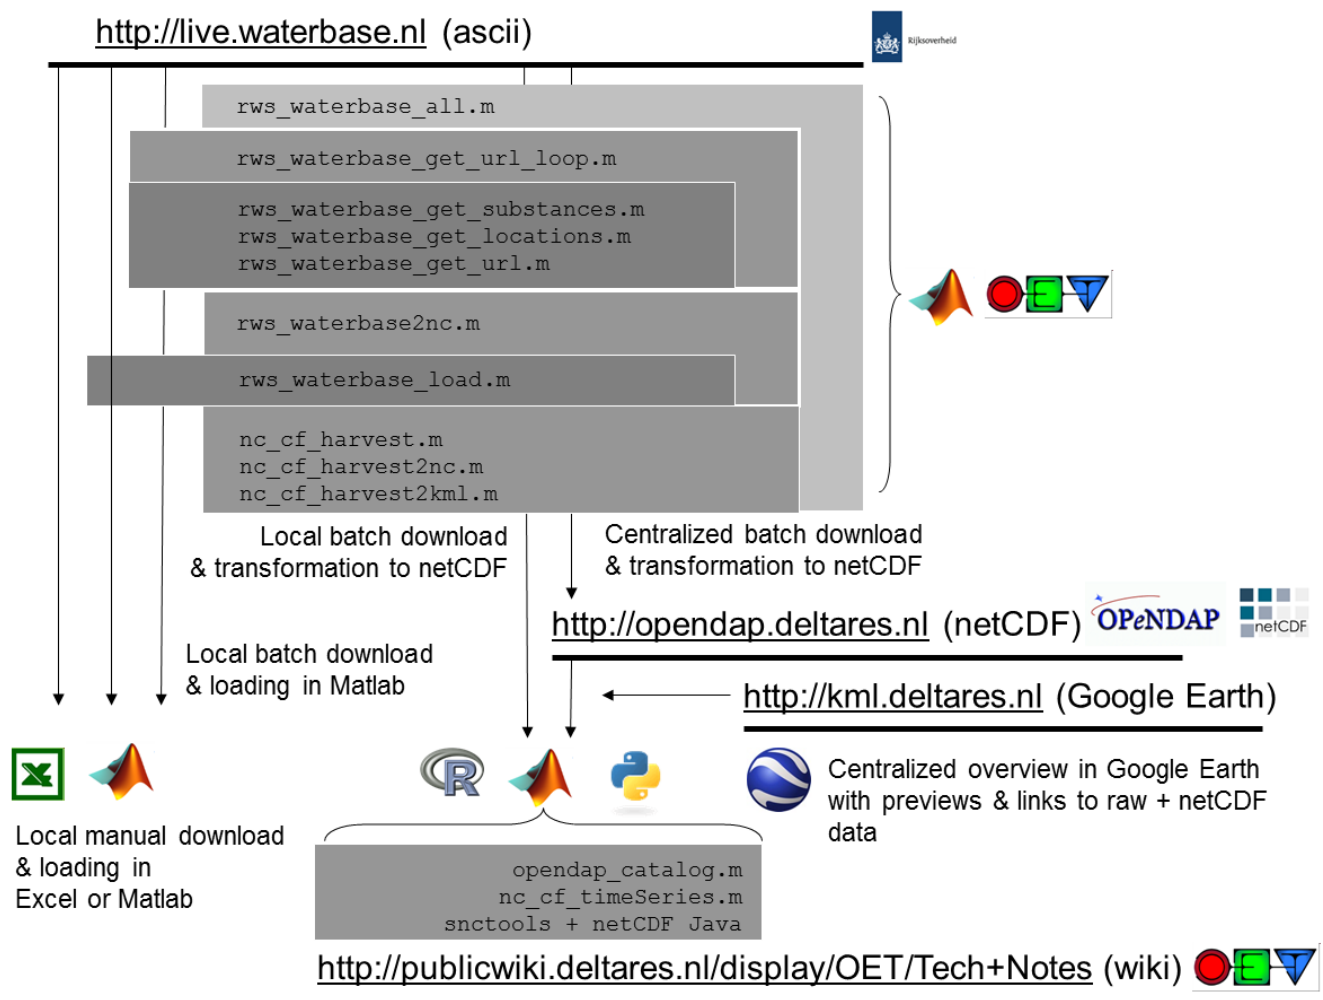 http://live.waterbase.nl (ascii)
Rijksoverheid
rws_waterbase_all.m
rws_waterbase_get_url_loop.m
rws_waterbase_get_substances.m
rws_waterbase_get_locations.m
rws_waterbase_get_url.m
rws_waterbase2nc.m
rws_waterbase_load.m
nc_cf_harvest.m
nc_cf_harvest2nc.m
nc_cf_harvest2kml.m
Local batch download
& transformation to netCDF
Centralized batch download
& transformation to netCDF
http://opendap.deltares.nl (netCDF)
OPeNDAP
netCDF
Local batch download
& loading in Matlab
http://kml.deltares.nl (Google Earth)
R
Centralized overview in Google Earth
with previews & links to raw + netCDF
data
Local manual download
& loading in
Excel or Matlab
opendap_catalog.m
nc_cf_timeSeries.m
snctools + netCDF Java
http://publicwiki.deltares.nl/display/OET/Tech+Notes (wiki)